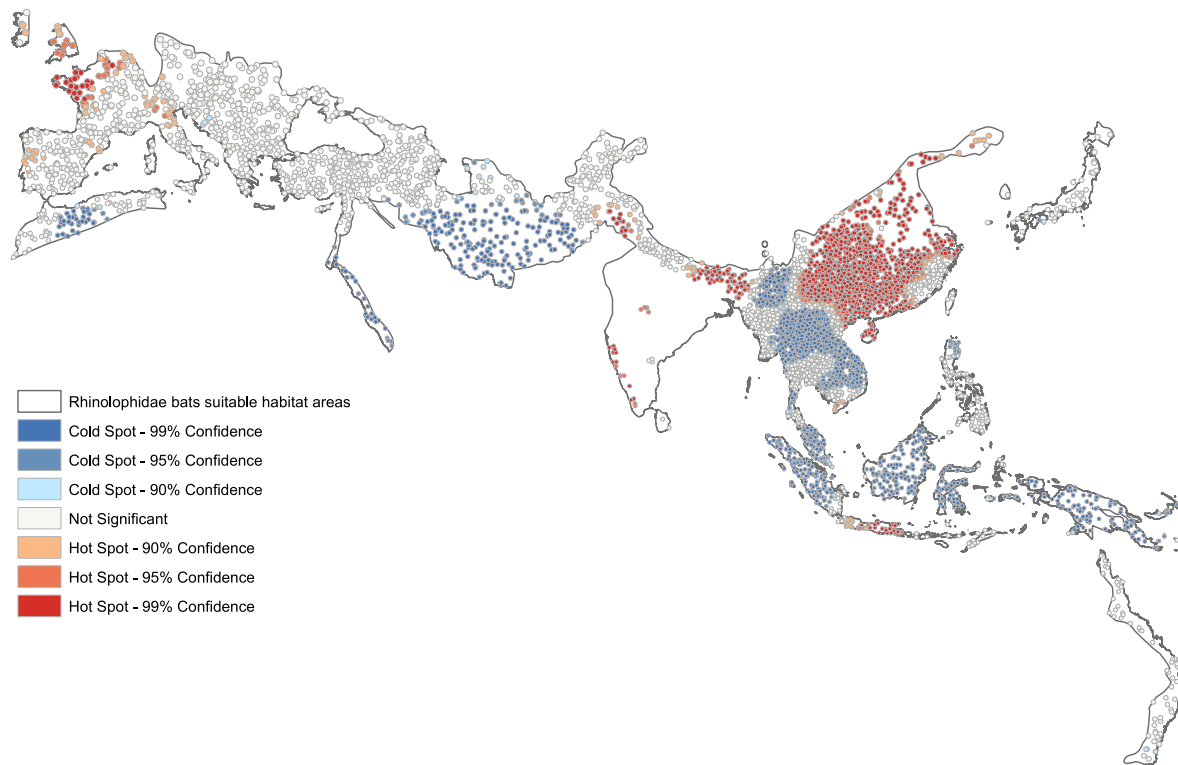 Rhinolophidae bats suitable habitat areas
Cold Spot - 99% Confidence
Cold Spot - 95% Confidence
Cold Spot - 90% Confidence
Not Significant
Hot Spot - 90% Confidence
Hot Spot - 95% Confidence
Hot Spot - 99% Confidence